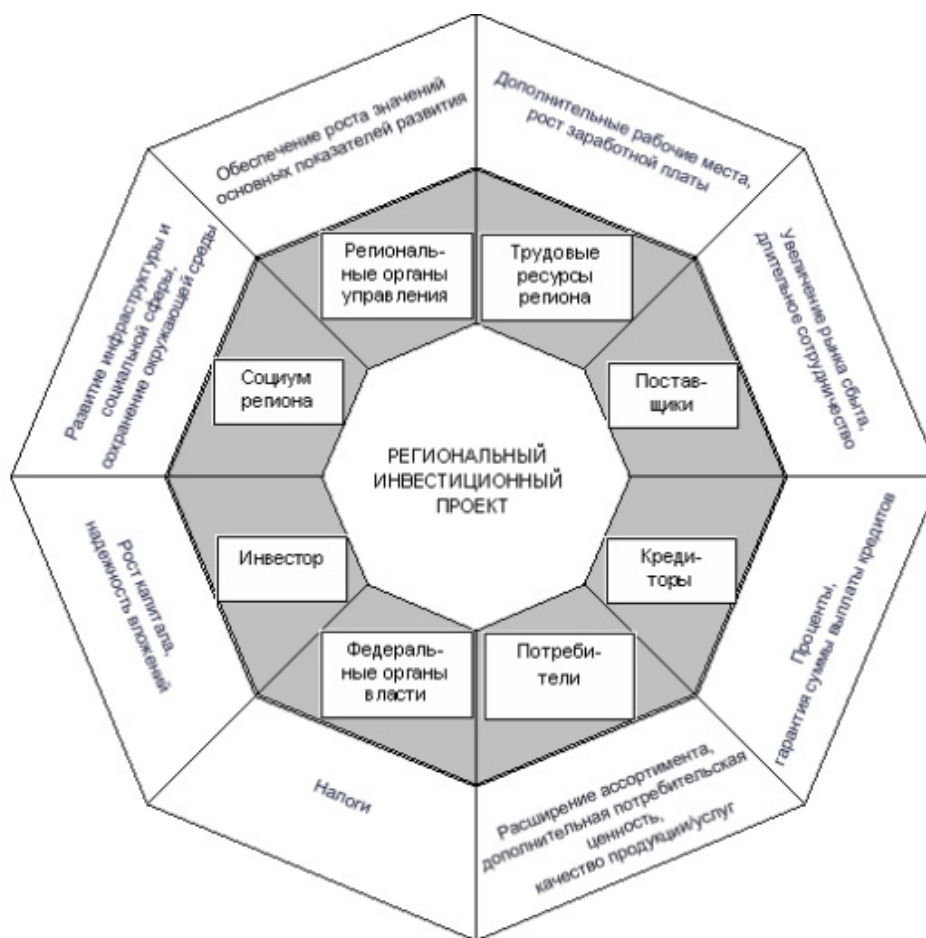 Обеспечение роста значений
основных показателей развития
Дополнительные рабочие места,
рост заработной платы
Развитие инфраструктуры и
социальной сферы,
сохранение окружающей среды
Увеличение рынка сбыта,
длительное сотрудничество
Региональ-
ные органы
управления
Трудовые
ресурсы
региона
Социум
региона
Постав-
щики
РЕГИОНАЛЬНЫЙ
ИНВЕСТИЦИОННЫЙ
ПРОЕКТ
Инвестор
Креди-
торы
Федераль-
ные органы
власти
Потреби-
тели
Рост капитала,
надежность вложений
Проценты,
гарантия суммы выплаты кредитов
Налоги
Расширение ассортимента,
дополнительная потребительская
ценность,
качество продукции/услуг